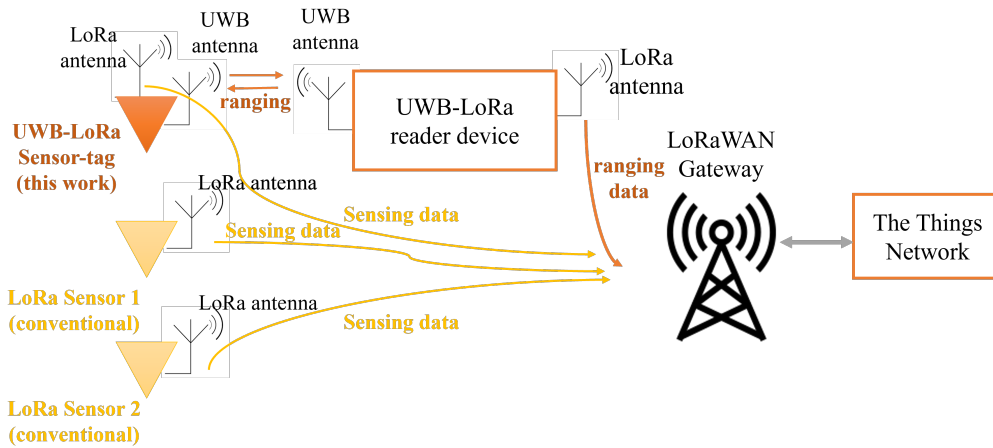 LoRa
antenna
UWB
antenna
UWB
antenna
ranging
UWB-LoRa
reader device
LoRa
antenna
UWB-LoRa
Sensor-tag
(this work)
ranging
data
LoRaWAN
Gateway
The Things
Network
LoRa antenna
Sensing data
Sensing data
LoRa Sensor 1
(conventional)
LoRa antenna
Sensing data
LoRa Sensor 2
(conventional)